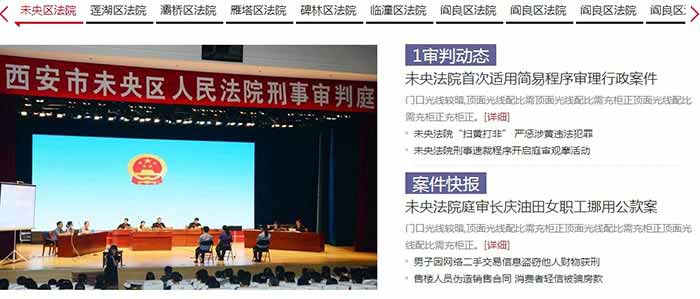 未央区法院 莲湖区法院 灞桥区法院 雁塔区法院 碑林区法院 临潼区法院 阎良区法院 阎良区法院 阎良区法院 阎良区
西安市未央区人民法院刑事审判庭
1审判动态
未央法院首次适用简易程序审理行政案件
门口光线较暗,顶面光线配比需顶面光线配比需充柜正顶面光线配比
需充柜正充柜正。[详细]
• 未央法院“扫黄打非” 严惩涉黄违法犯罪
• 未央法院刑事速裁程序开启庭审观摩活动
案件快报
未央法院庭审长庆油田女职工挪用公款案
门口光线较暗,顶面光线配比需充柜正顶面光线配比需充柜正顶面光
线配比需充柜正。[详细]
• 男子因网络二手交易信息盗窃他人财物获刑
• 售楼人员伪造销售合同 消费者轻信被骗房款